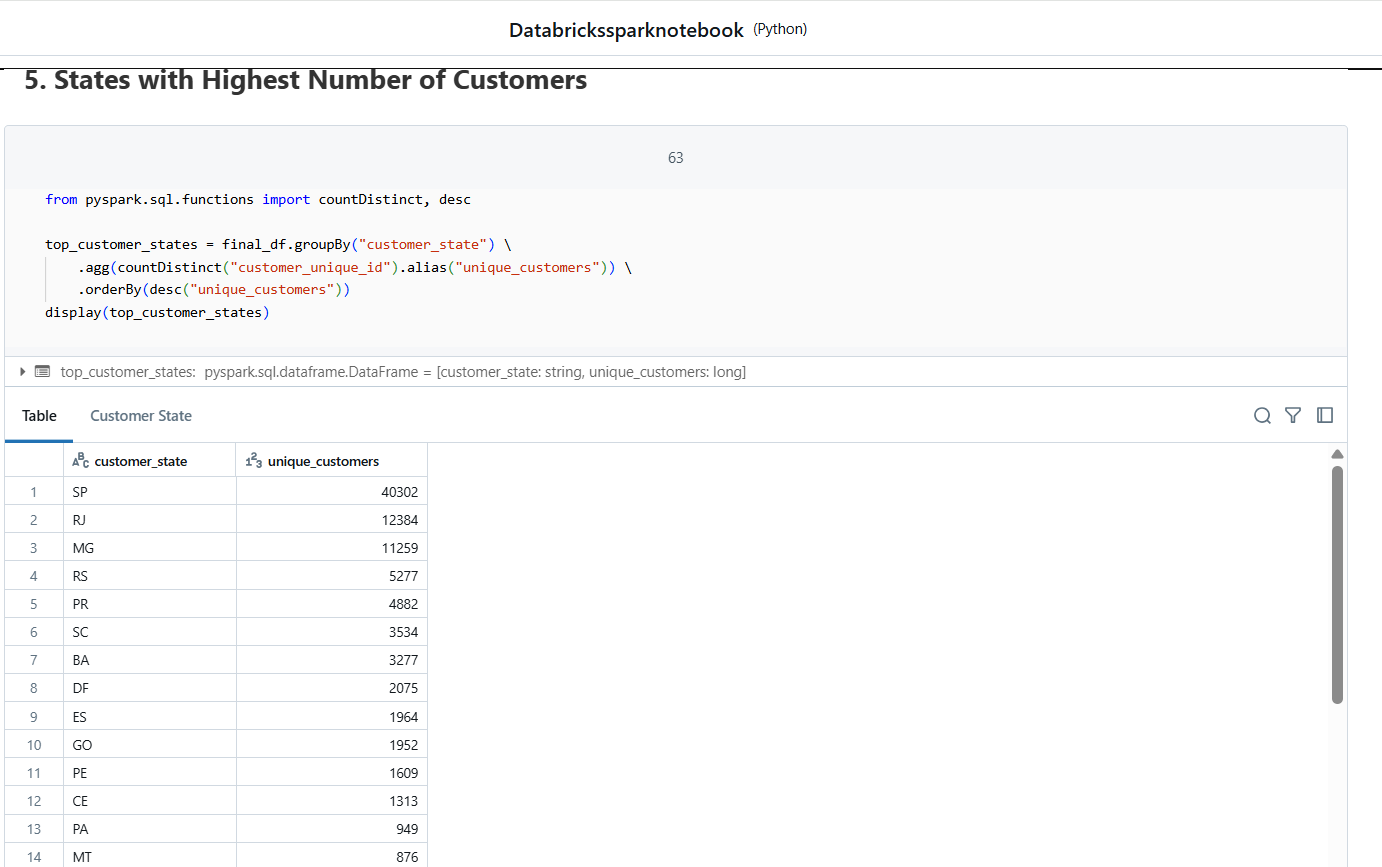 Databrickssparknotebook (Python)
5. States with Highest Number of Customers
63
from pyspark.sql.functions import countDistinct, desc
top_customer_states = final_df.groupBy("customer_state") \
.agg(countDistinct("customer_unique_id").alias("unique_customers")) \
.orderBy(desc("unique_customers"))
display(top_customer_states)
top_customer_states: pyspark.sql.dataframe.DataFrame = [customer_state: string, unique_customers: long]
Table Customer State
ABC customer_state 123 unique_customers
1 SP 40302
2 RJ 12384
3 MG 11259
4 RS 5277
5 PR 4882
6 SC 3534
7 BA 3277
8 DF 2075
9 ES 1964
10 GO 1952
11 PE 1609
12 CE 1313
13 PA 949
14 MT 876